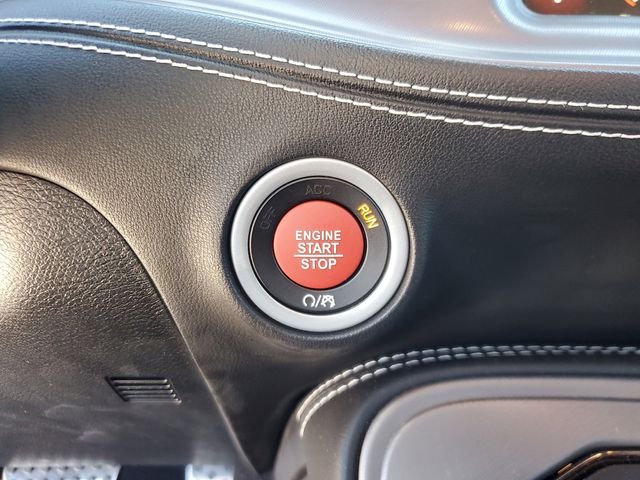 OFF
ACC
RUN
ENGINE
START
STOP